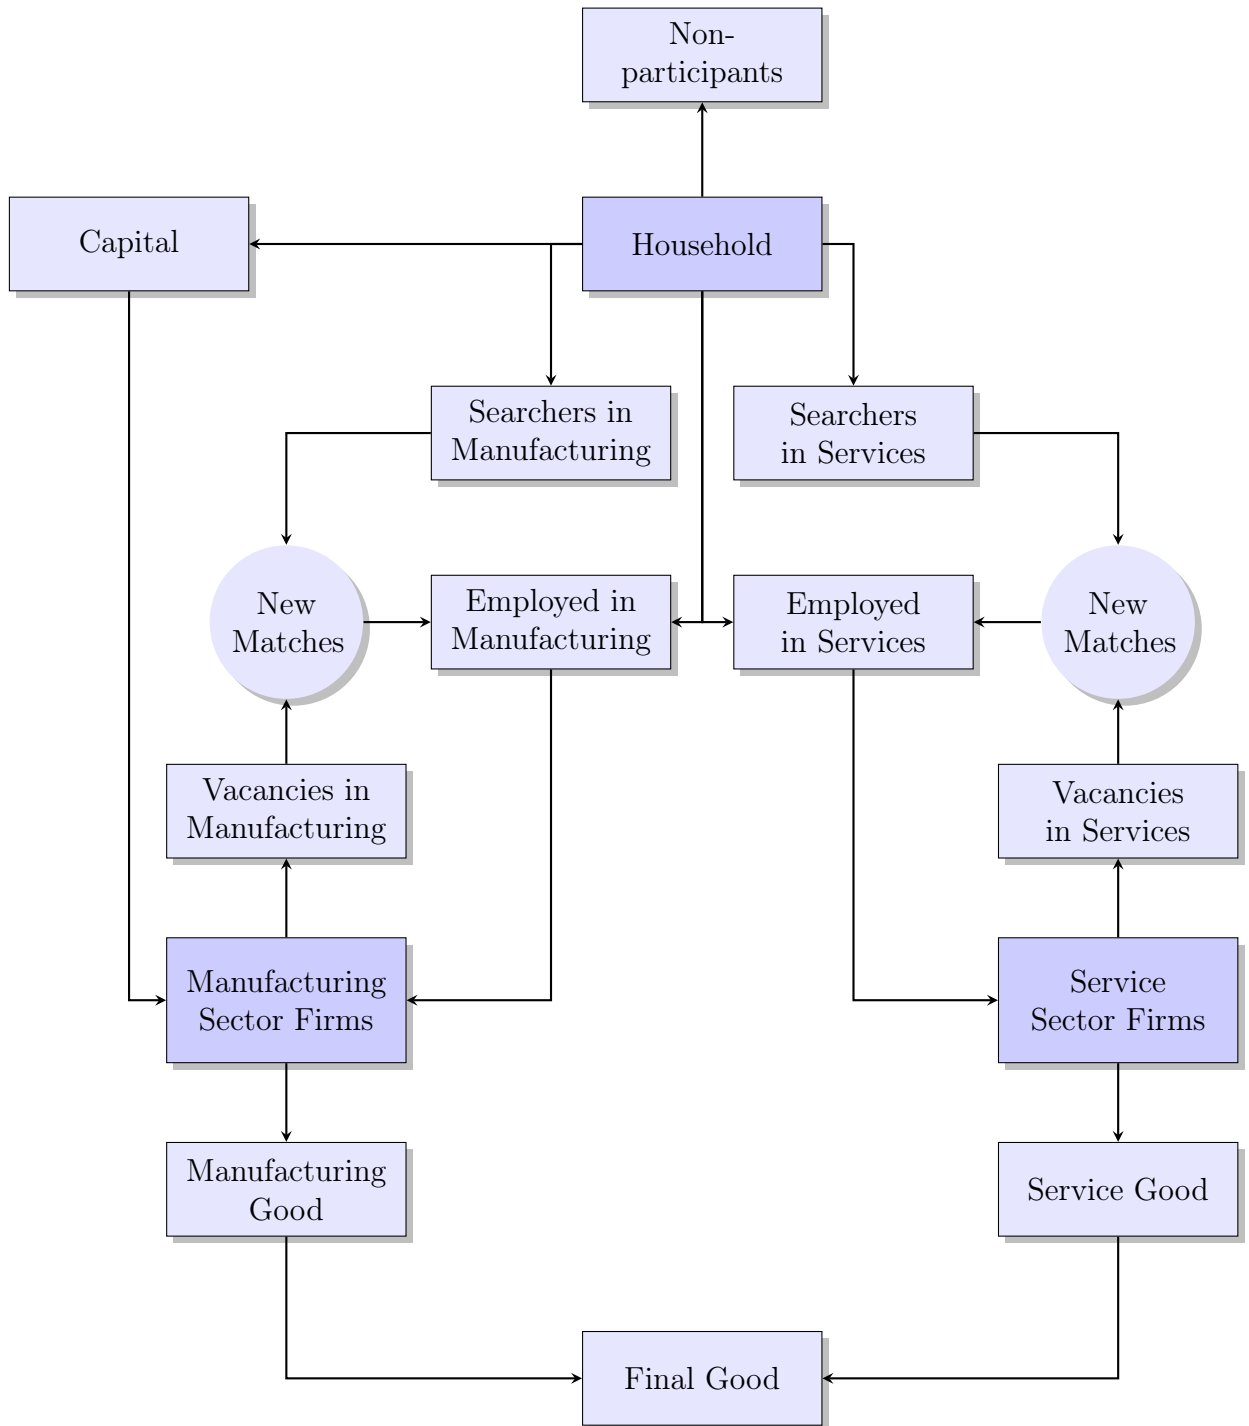 Non-
participants
Capital
Household
Searchers in
Manufacturing
Searchers
in Services
New
Matches
Employed in
Manufacturing
Employed
in Services
New
Matches
Vacancies in
Manufacturing
Vacancies
in Services
Manufacturing
Sector Firms
Service
Sector Firms
Manufacturing
Good
Service Good
Final Good